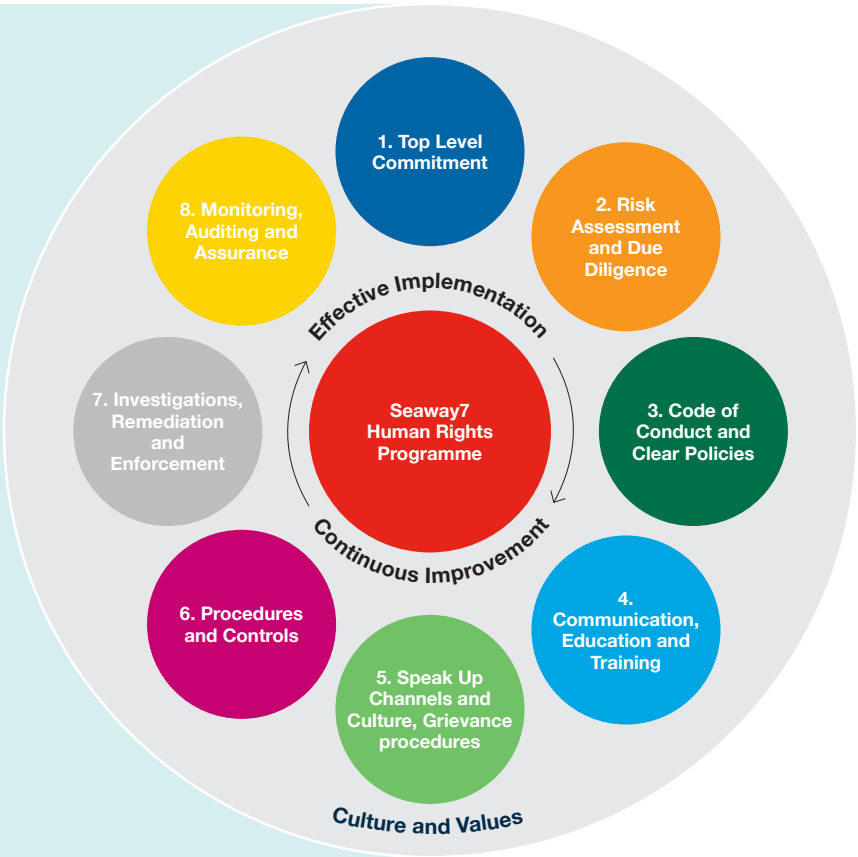 1. Top Level
Commitment
2. Risk
Assessment
and Due
Diligence
3. Code of
Conduct and
Clear Policies
4.
Communication,
Education and
Training
5. Speak Up
Channels and
Culture, Grievance
procedures
6. Procedures
and Controls
7. Investigations,
Remediation
and
Enforcement
8. Monitoring,
Auditing and
Assurance
Effective Implementation
Seaway7
Human Rights
Programme
Continuous Improvement
Culture and Values